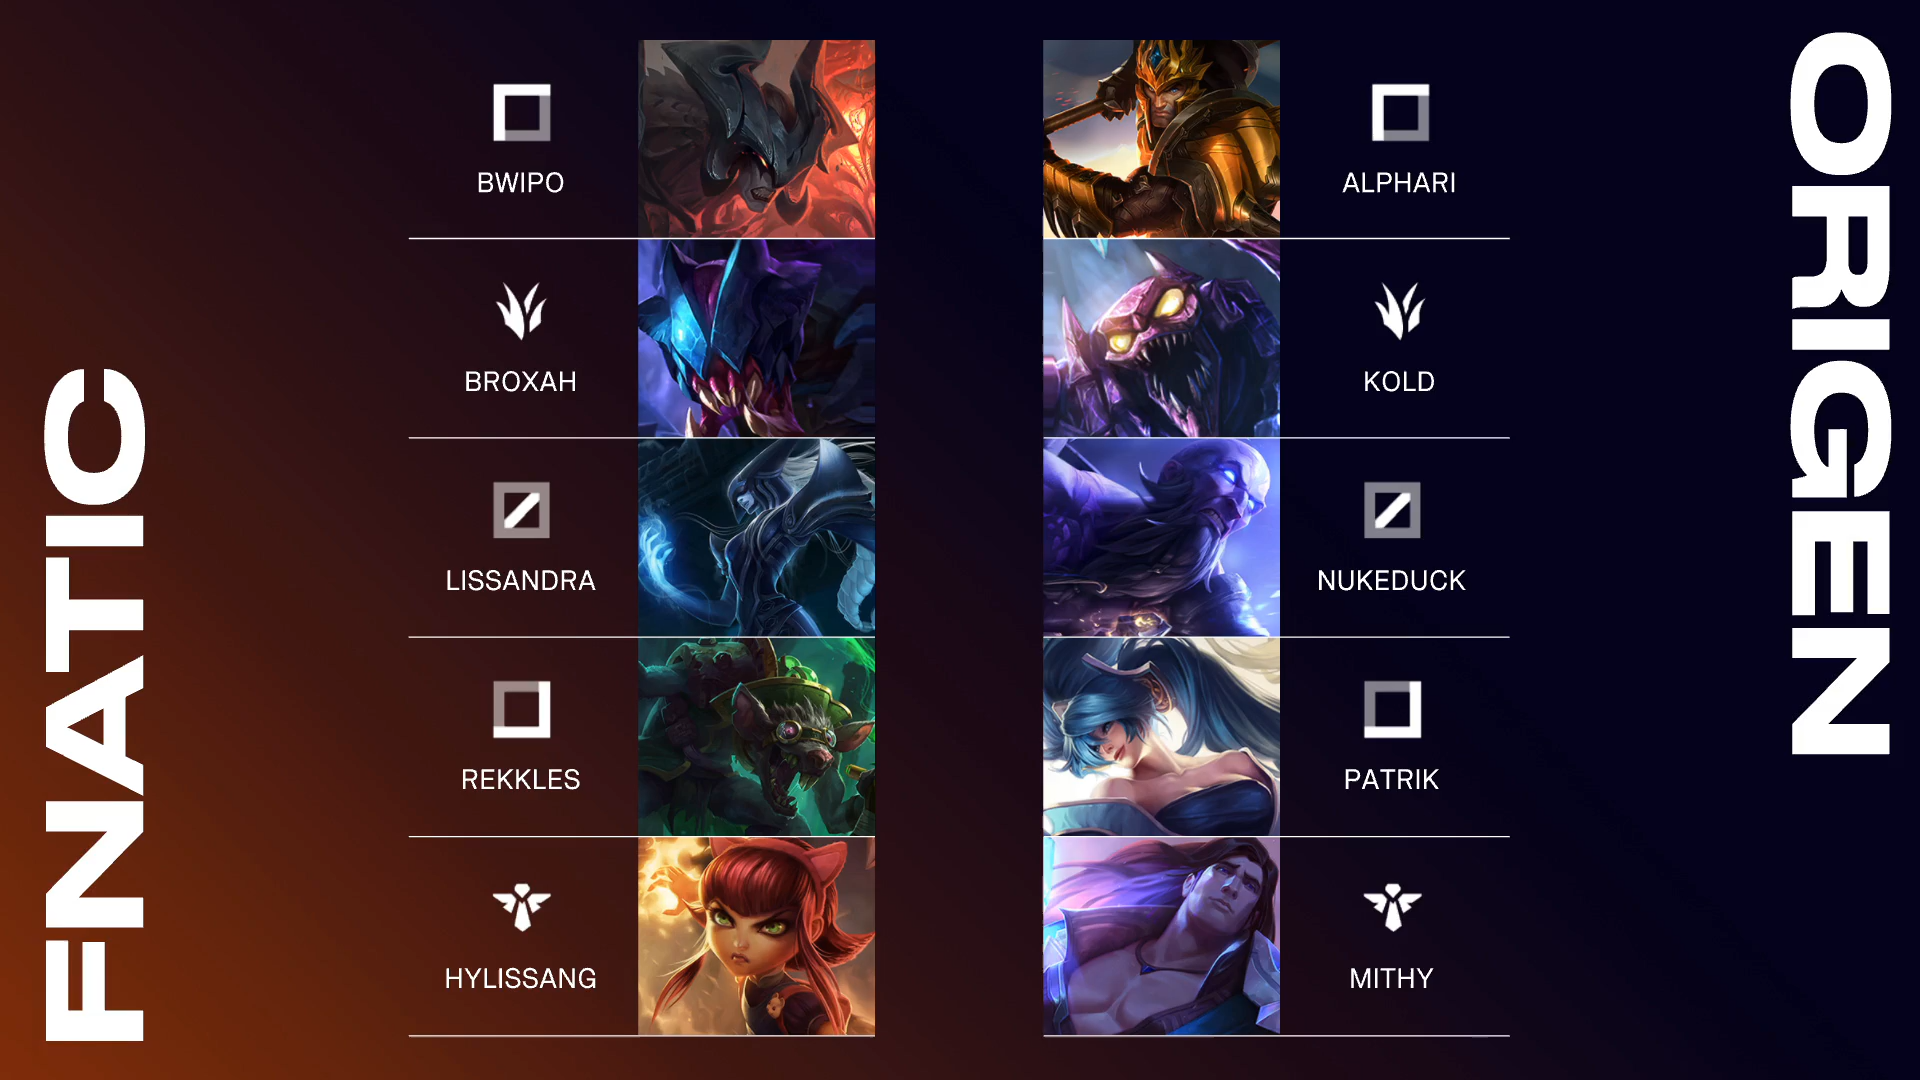 FNATIC
BWIPO
BROXAH
LISSANDRA
REKKLES
HYLISSANG
ALPHARI
KOLD
NUKEDUCK
PATRIK
MITHY
ORIGEN